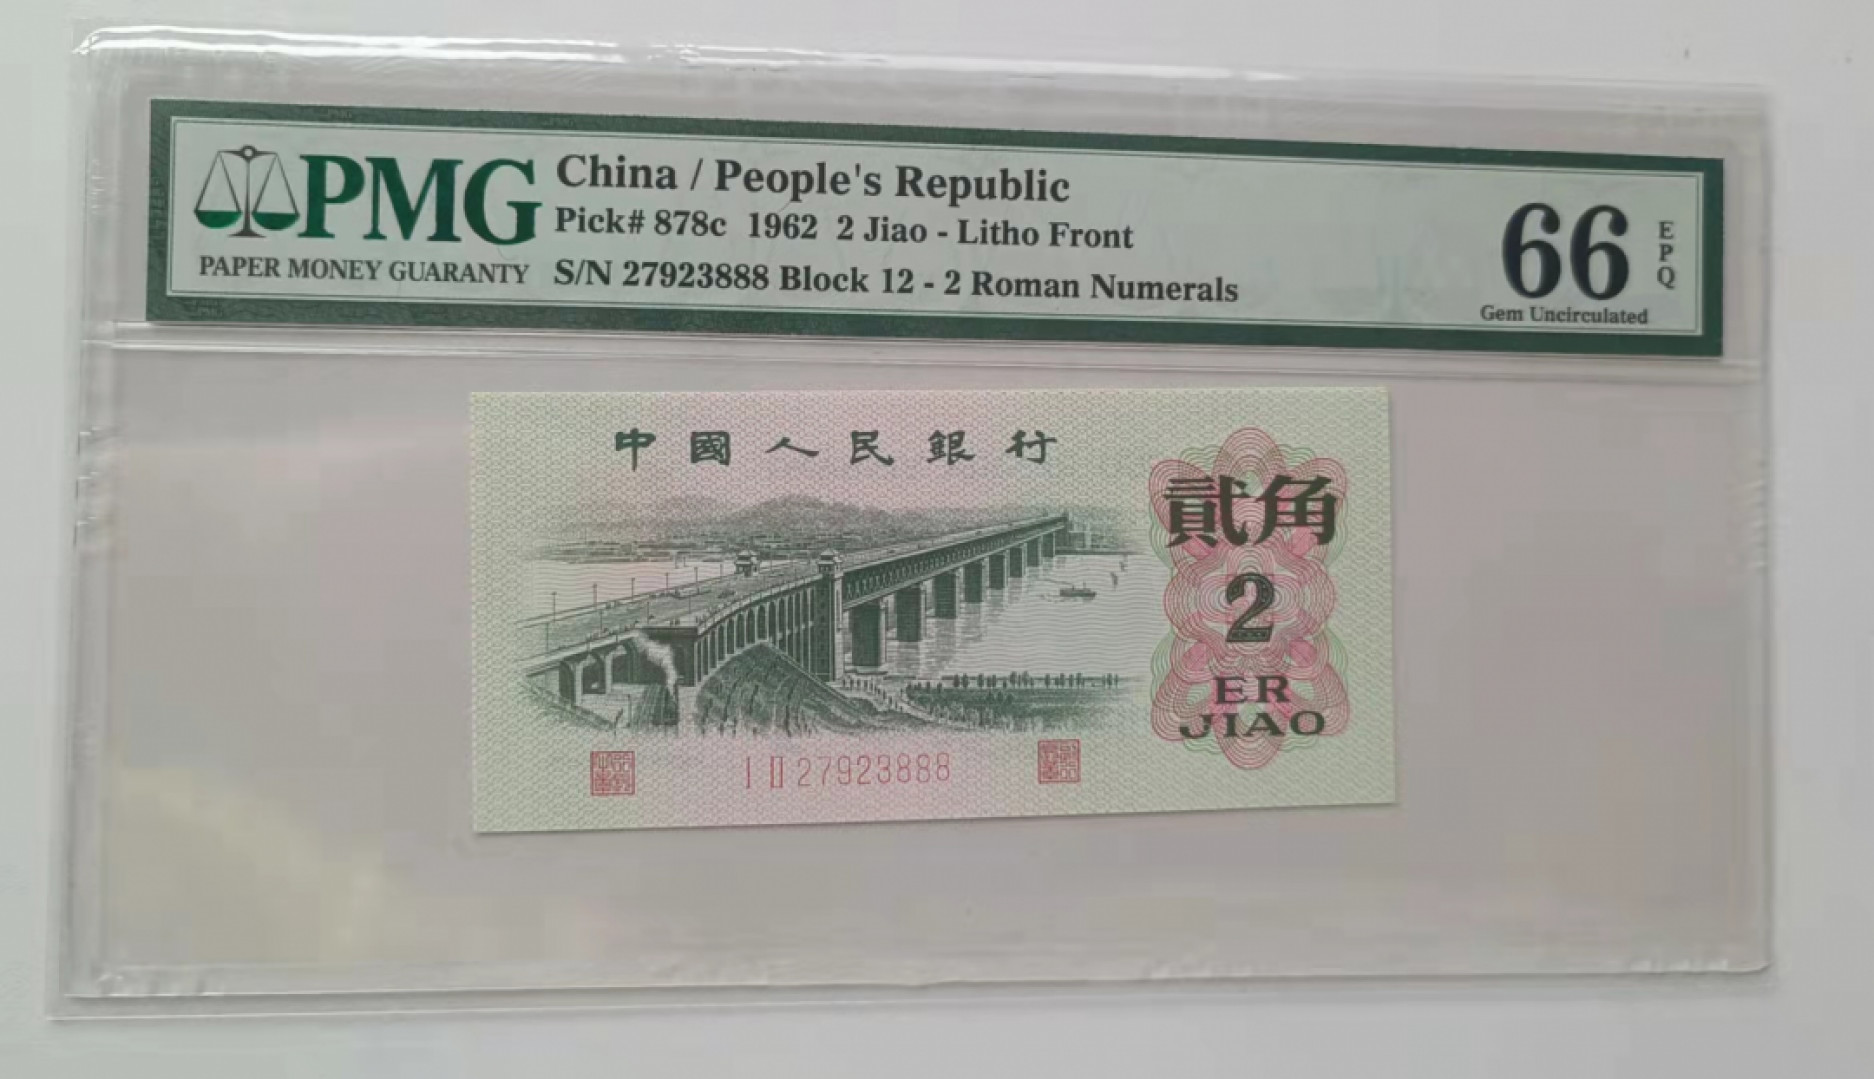 PMG
PAPER MONEY GUARANTY
China / People's Republic
Pick# 878c 1962 2 Jiao - Litho Front
S/N 27923888 Block 12 - 2 Roman Numerals
66
EPQ
Gem Uncirculated
中國人民銀行
貳角
2
ER
JIAO
I II 27923888